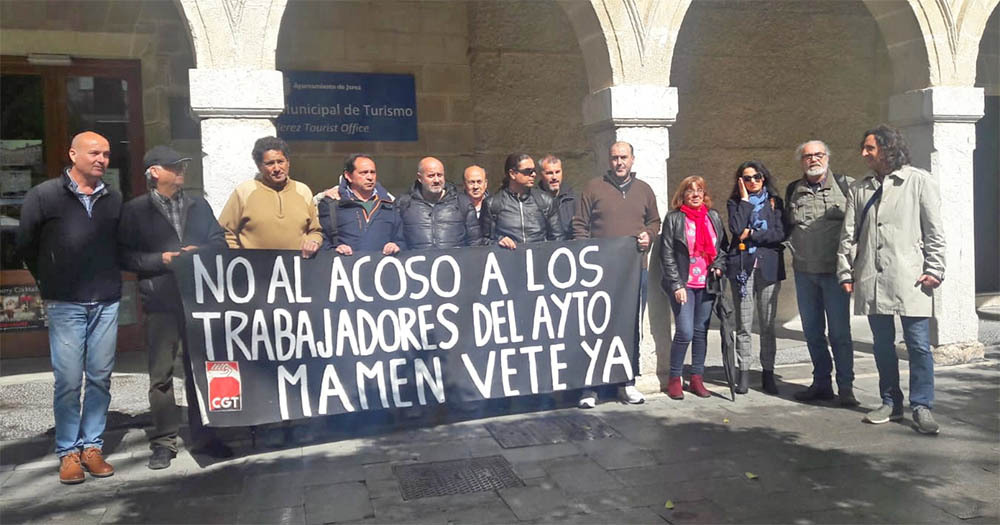 Ayuntamiento de Jerez
Municipal de Turismo
Jerez Tourist Office
NO AL ACOSO A LOS
TRABAJADORES DEL AYTO
MAMEN VETE YA
CGT